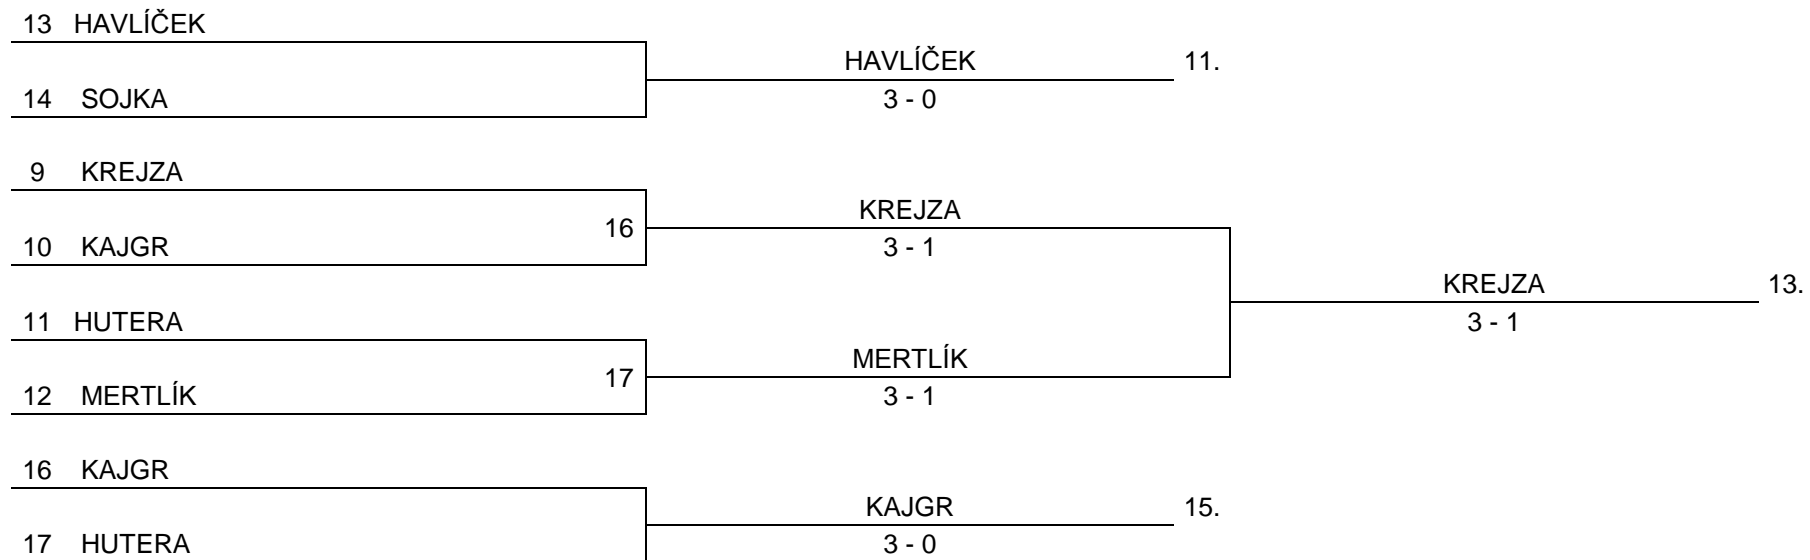 13 HAVLÍČEK
HAVLÍČEK 11.
14 SOJKA 3 - 0
9 KREJZA
KREJZA
16
10 KAJGR 3 - 1
KREJZA 13.
11 HUTERA 3 - 1
MERTLÍK
17
12 MERTLÍK 3 - 1
16 KAJGR
KAJGR 15.
17 HUTERA 3 - 0